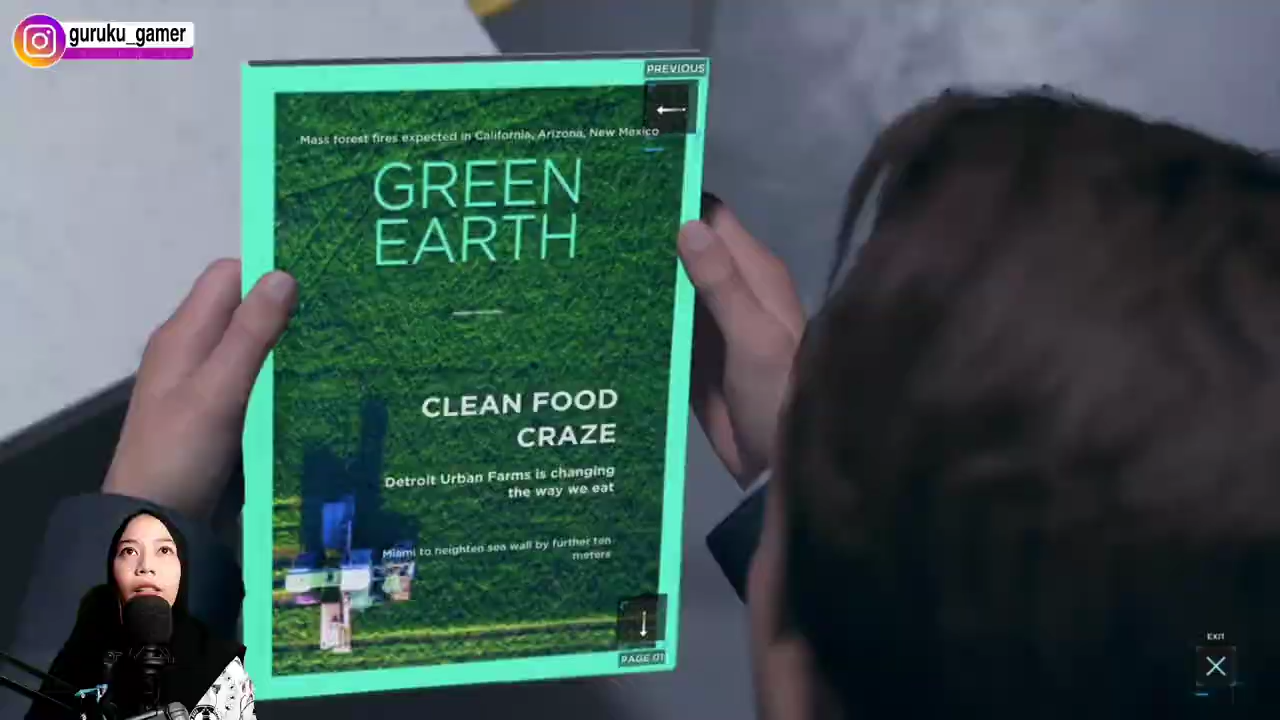 guruku_gamer
PREVIOUS
Mass forest fires expected in California, Arizona, New Mexico
GREEN
EARTH
CLEAN FOOD
CRAZE
Detroit Urban Farms is changing
the way we eat
Miami to heighten sea wall by further ten
meters
PAGE 01
EXIT